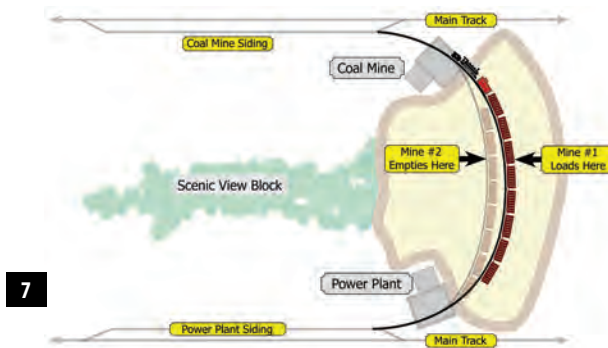 Main Track
Coal Mine Siding
Coal Mine
Mine #2
Empties Here
Mine #1
Loads Here
Scenic View Block
Power Plant
7
Power Plant Siding
Main Track